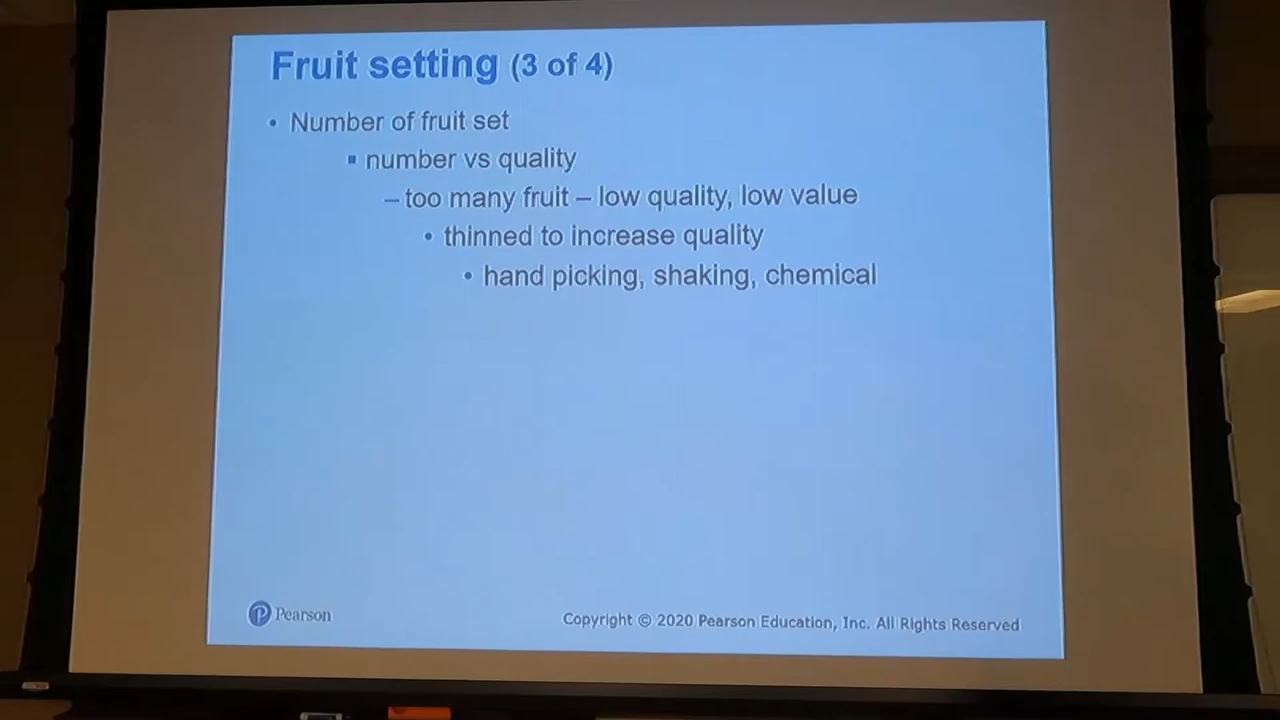 Fruit setting (3 of 4)
• Number of fruit set
▪ number vs quality
– too many fruit – low quality, low value
• thinned to increase quality
• hand picking, shaking, chemical
Pearson
Copyright © 2020 Pearson Education, Inc. All Rights Reserved